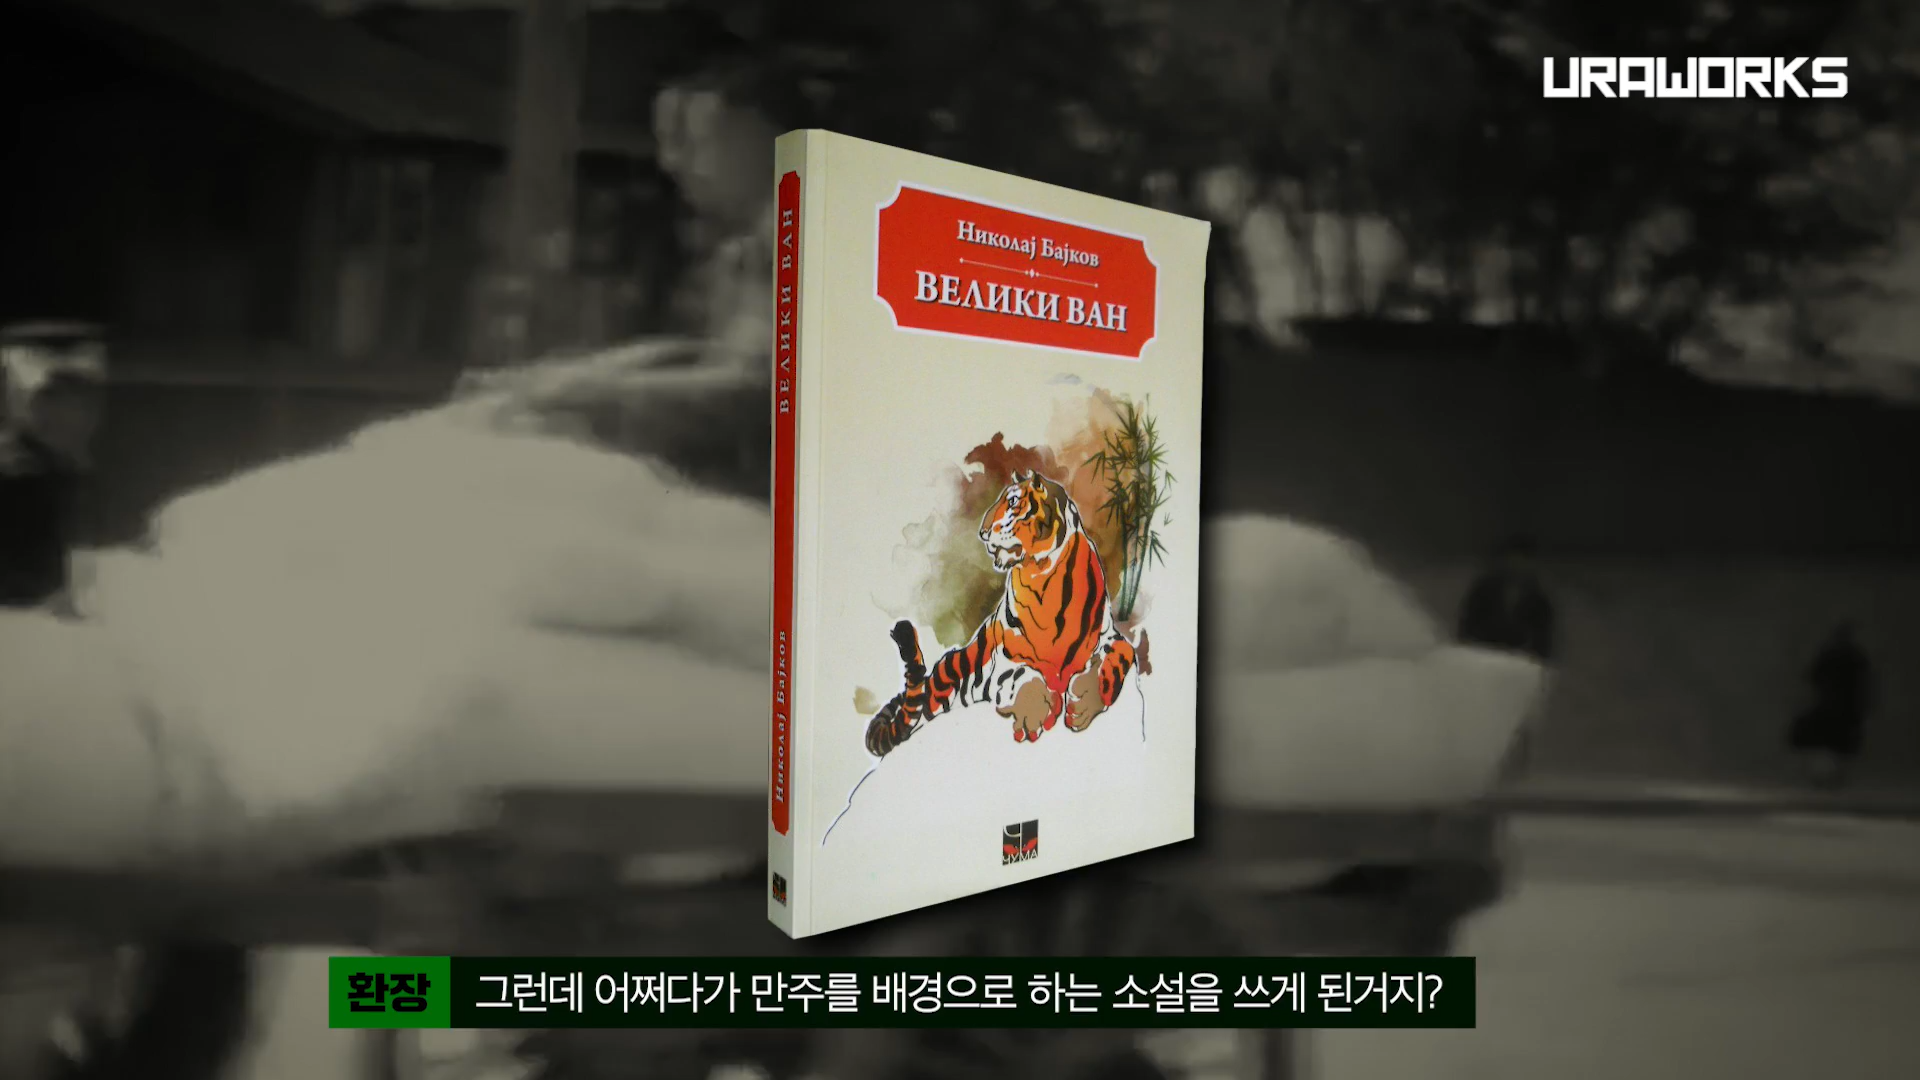 URAWORKS
Николај Бајков
ВЕЛИКИ ВАН
ВЕЛИКИ ВАН
Николај Бајков
ЧУМА
환장 그런데 어쩌다가 만주를 배경으로 하는 소설을 쓰게 된거지?